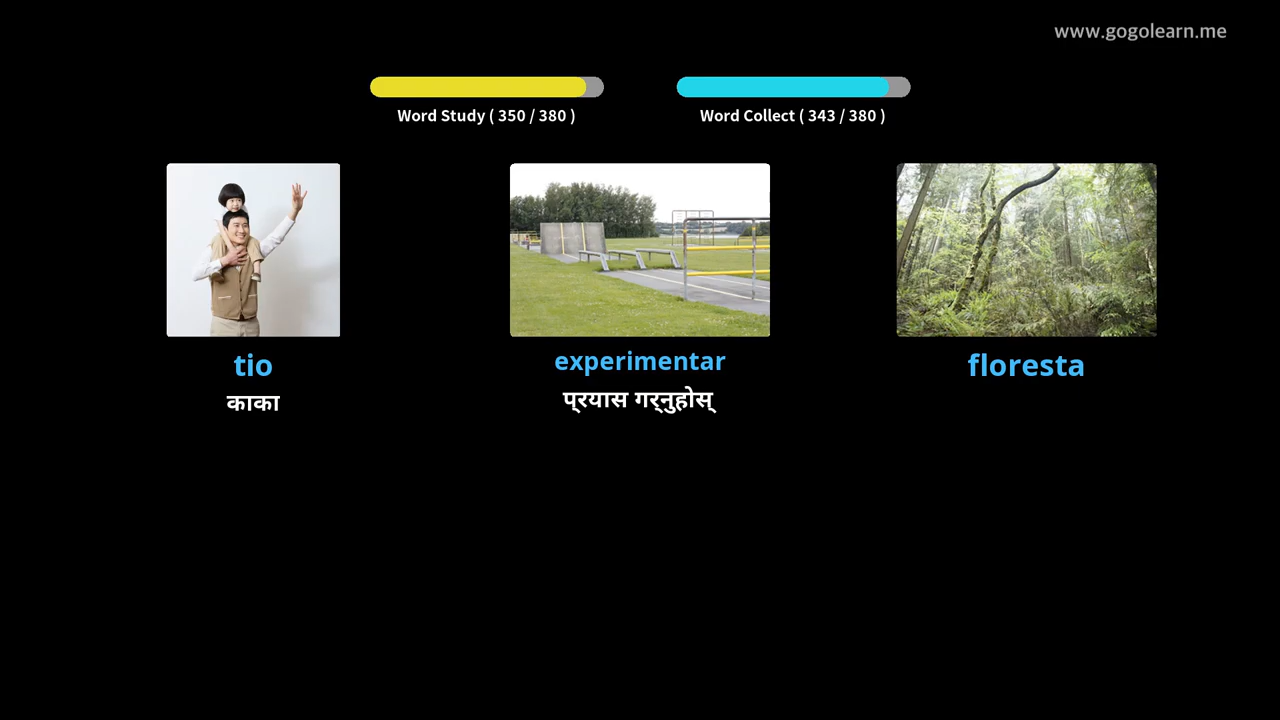 www.gogolearn.me
Word Study ( 350 / 380 )
Word Collect ( 343 / 380 )
tio
काका
experimentar
प्रयास गर्नुहोस्
floresta